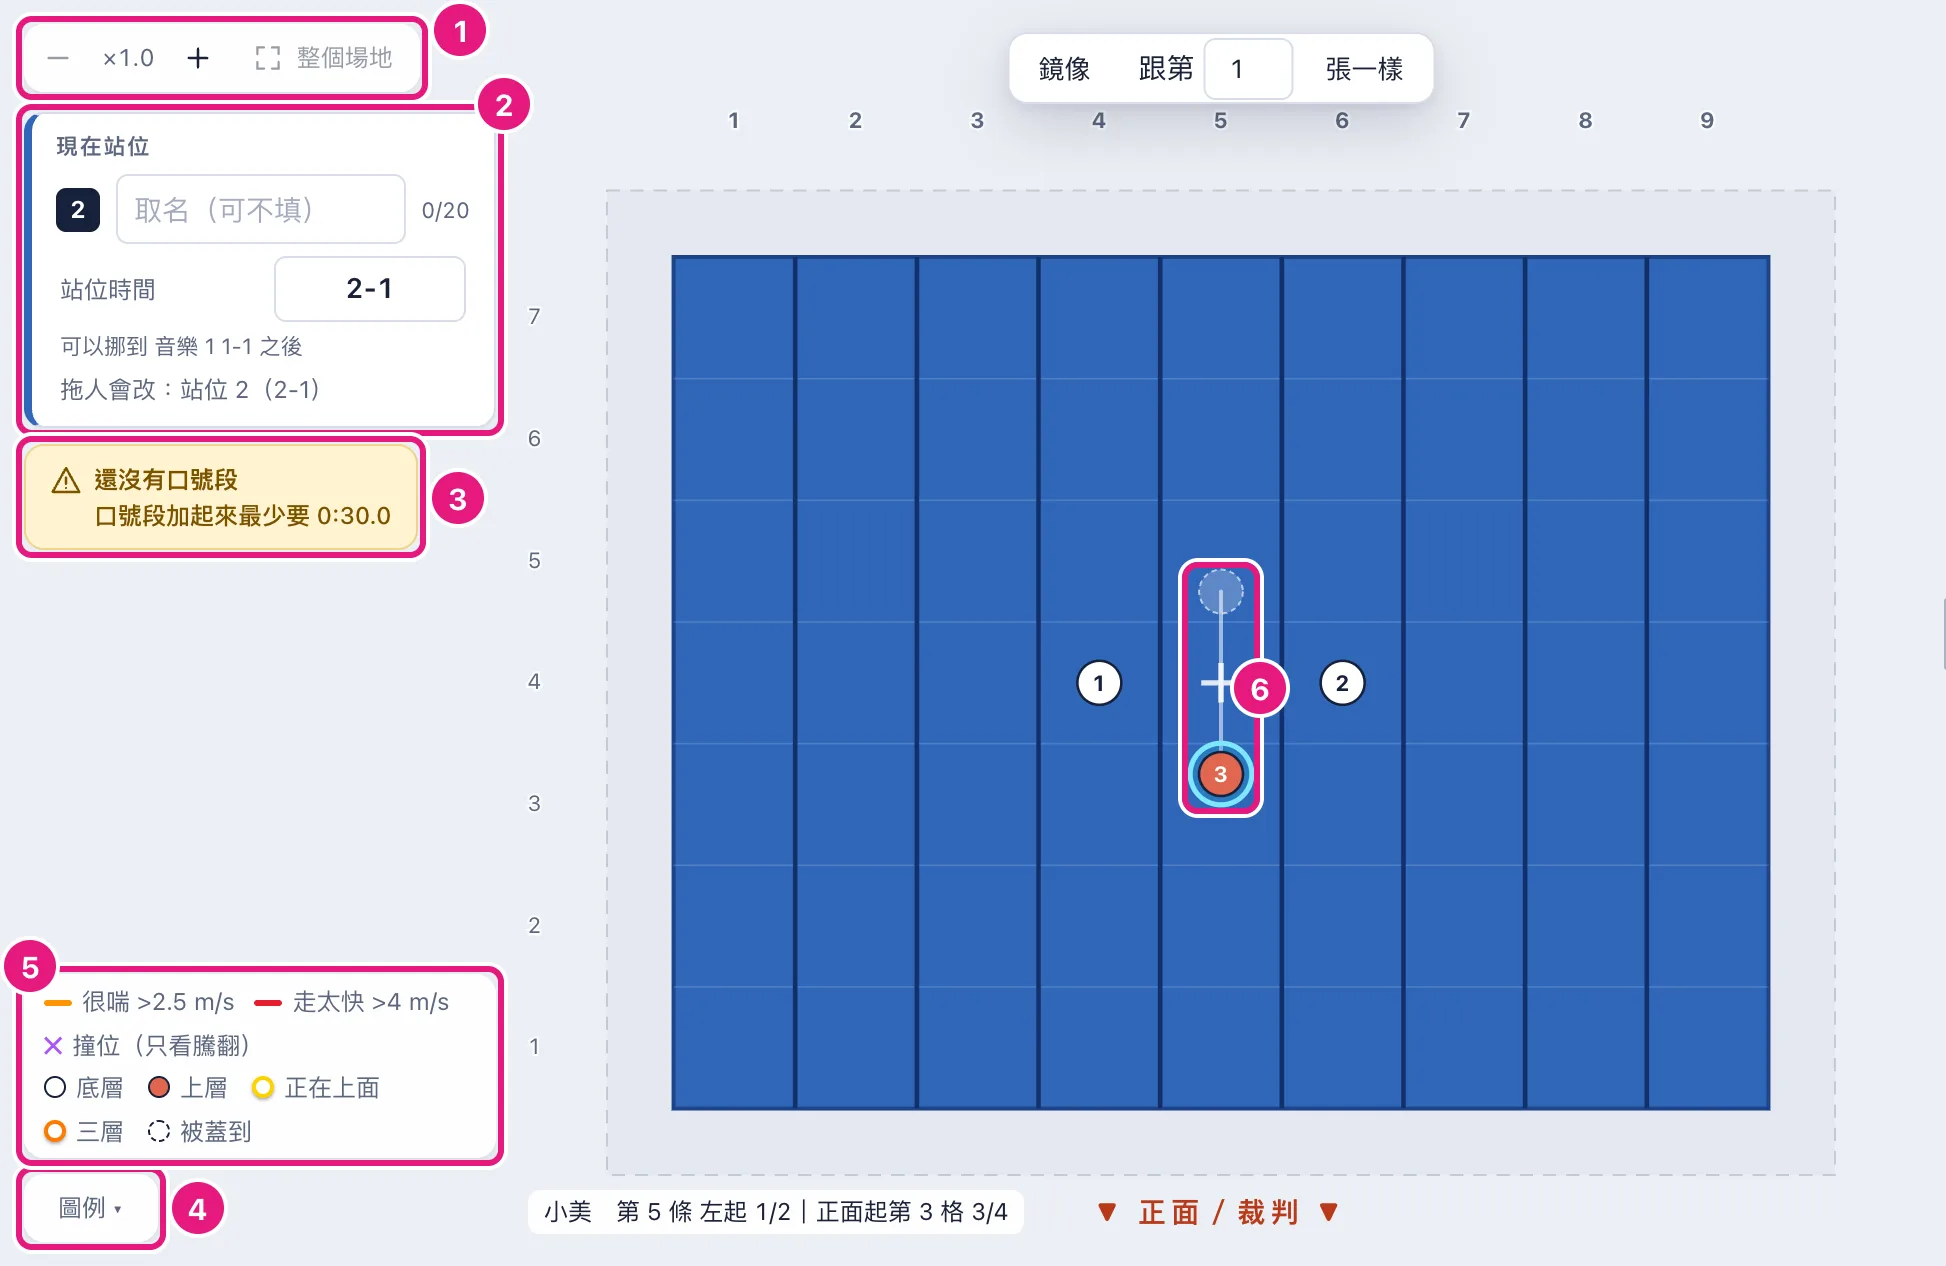 1
×1.0
整個場地
鏡像 跟第 1 張一樣
2
現在站位
2 取名（可不填） 0/20
站位時間 2-1
可以挪到 音樂 1 1-1 之後
拖人會改：站位 2（2-1）
還沒有口號段
口號段加起來最少要 0:30.0
3
1 2 3 4 5 6 7 8 9
7
6
5
4
3
2
1
1
6
2
3
5
很喘 >2.5 m/s 走太快 >4 m/s
撞位（只看騰翻）
底層 上層 正在上面
三層 被蓋到
圖例 ▾
4
小美 第 5 條 左起 1/2｜正面起第 3 格 3/4
▼ 正面 / 裁判 ▼